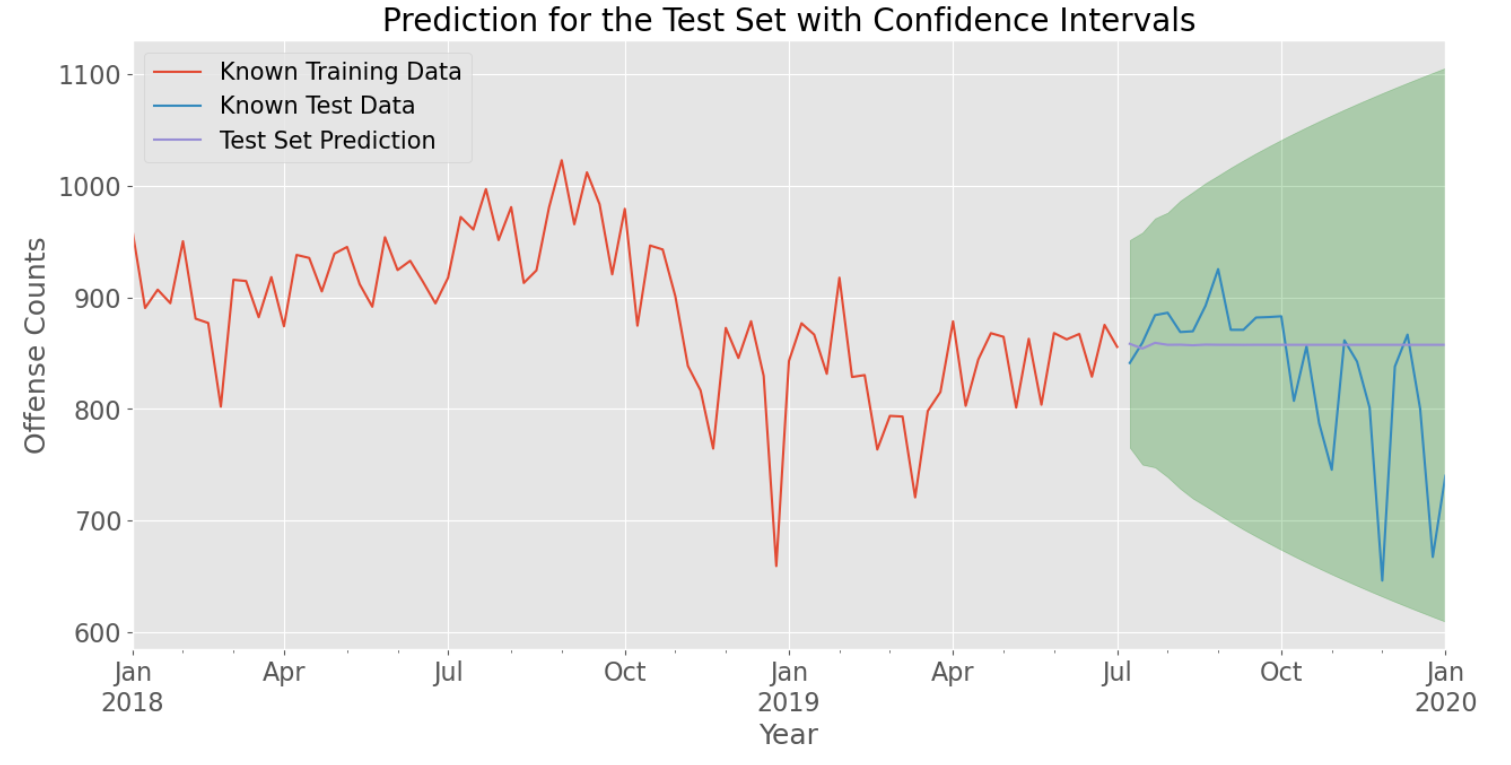 Prediction for the Test Set with Confidence Intervals
Known Training Data
Known Test Data
Test Set Prediction
Offense Counts
1100
1000
900
800
700
600
Jan Apr Jul Oct Jan Apr Jul Oct Jan
2018 2019 2020
Year